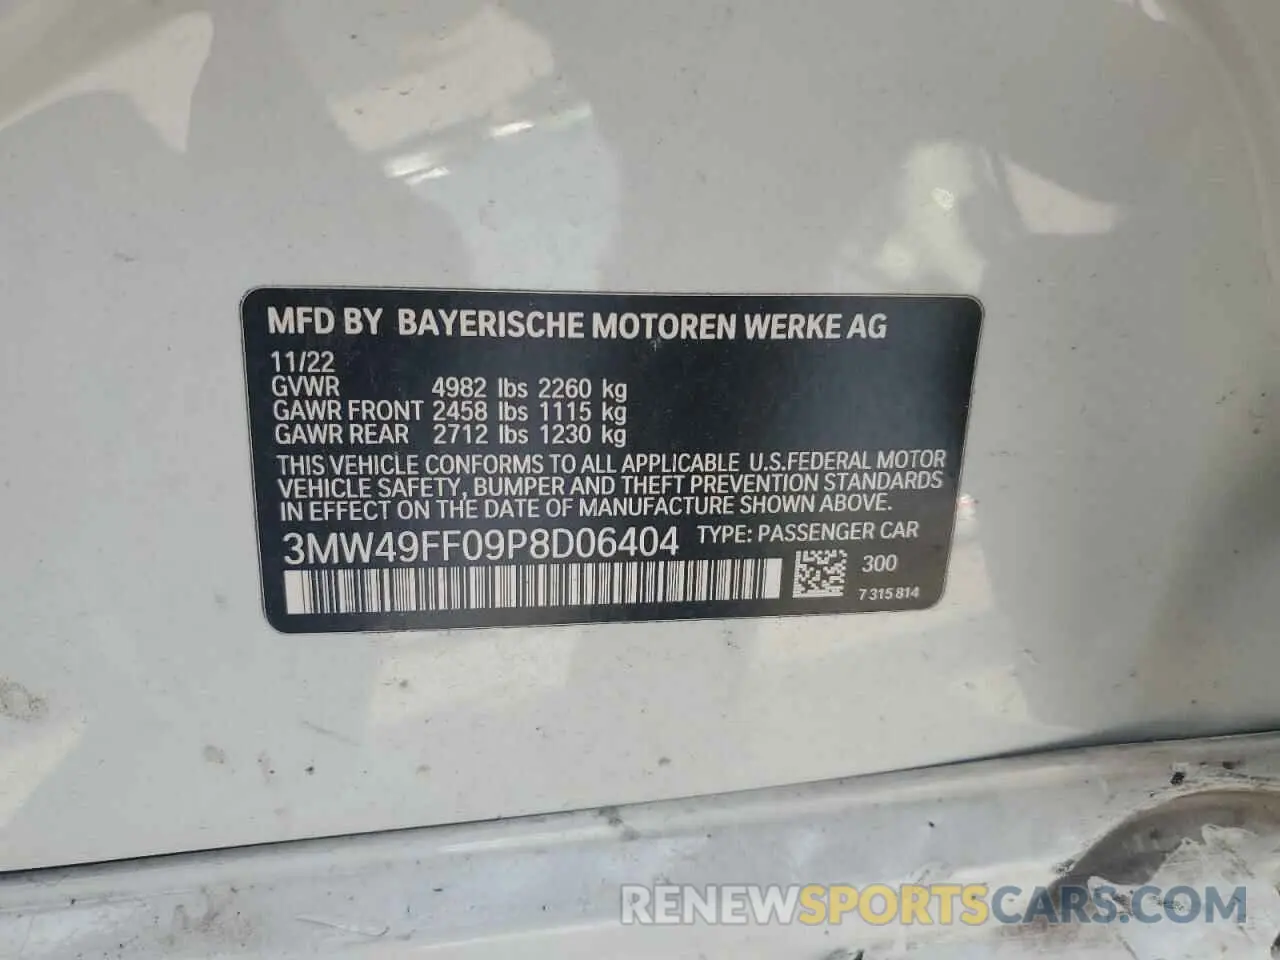 MFD BY BAYERISCHE MOTOREN WERKE AG
11/22
GVWR 4982 lbs 2260 kg
GAWR FRONT 2458 lbs 1115 kg
GAWR REAR 2712 lbs 1230 kg
THIS VEHICLE CONFORMS TO ALL APPLICABLE U.S.FEDERAL MOTOR
VEHICLE SAFETY, BUMPER AND THEFT PREVENTION STANDARDS
IN EFFECT ON THE DATE OF MANUFACTURE SHOWN ABOVE.
3MW49FF09P8D06404 TYPE: PASSENGER CAR
300
7 315 814
RENEWSPORTSCARS.COM